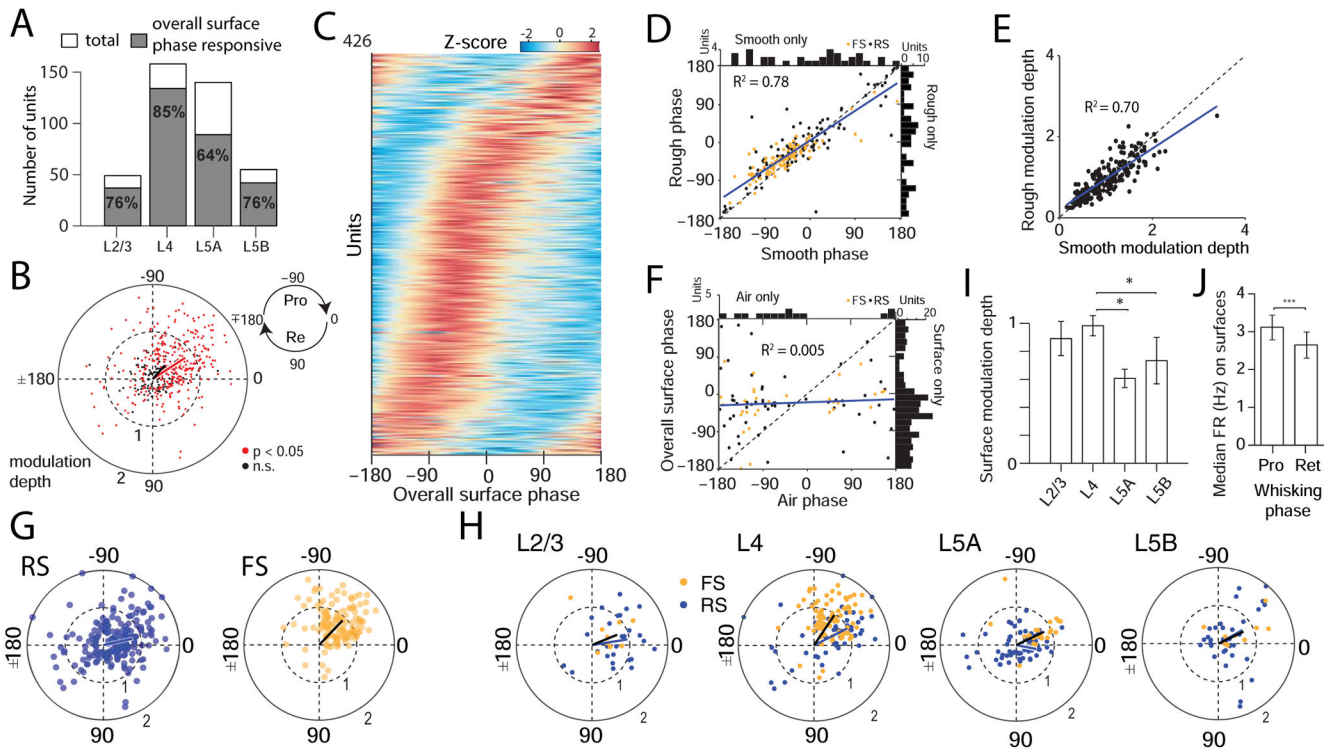 A
total
overall surface
phase responsive
150
100
50
0
Number of units
76%
85%
64%
76%
L2/3
L4
L5A
L5B
B
-90
±180
0
1
2
90
modulation
depth
p < 0.05
n.s.
−90
Pro
∓180
0
Re
90
C
426
Z-score
-2
0
2
Units
−180
-90
0
90
180
Overall surface phase
D
Units
4
Smooth only
FS
RS
Units
0
10
180
90
0
−90
−180
Rough phase
R² = 0.78
Rough only
−180
−90
0
90
180
Smooth phase
E
4
2
0
Rough modulation depth
R² = 0.70
0
2
4
Smooth modulation depth
F
Units
5
Air only
FS
RS
Units
0
20
180
90
0
−90
−180
Overall surface phase
R² = 0.005
Surface only
−180
−90
0
90
180
Air phase
I
Surface modulation depth
1
0
*
*
L2/3
L4
L5A
L5B
J
Median FR (Hz) on surfaces
4
3
2
1
0
***
Pro
Ret
Whisking
phase
G
RS
-90
±180
0
1
2
90
FS
-90
±180
0
1
2
90
H
L2/3
-90
±180
0
1
2
90
FS
RS
L4
-90
±180
0
1
2
90
L5A
-90
±180
0
1
2
90
L5B
-90
±180
0
1
2
90